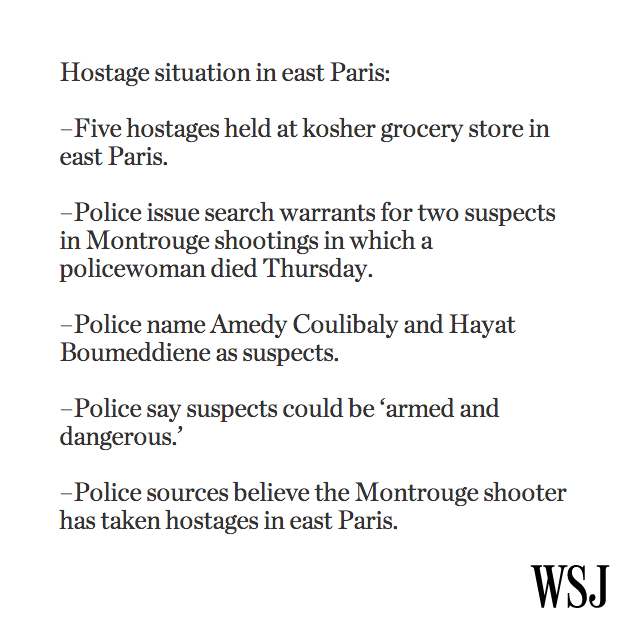 Hostage situation in east Paris:
–Five hostages held at kosher grocery store in
east Paris.
–Police issue search warrants for two suspects
in Montrouge shootings in which a
policewoman died Thursday.
–Police name Amedy Coulibaly and Hayat
Boumeddiene as suspects.
–Police say suspects could be ‘armed and
dangerous.’
–Police sources believe the Montrouge shooter
has taken hostages in east Paris.
WSJ